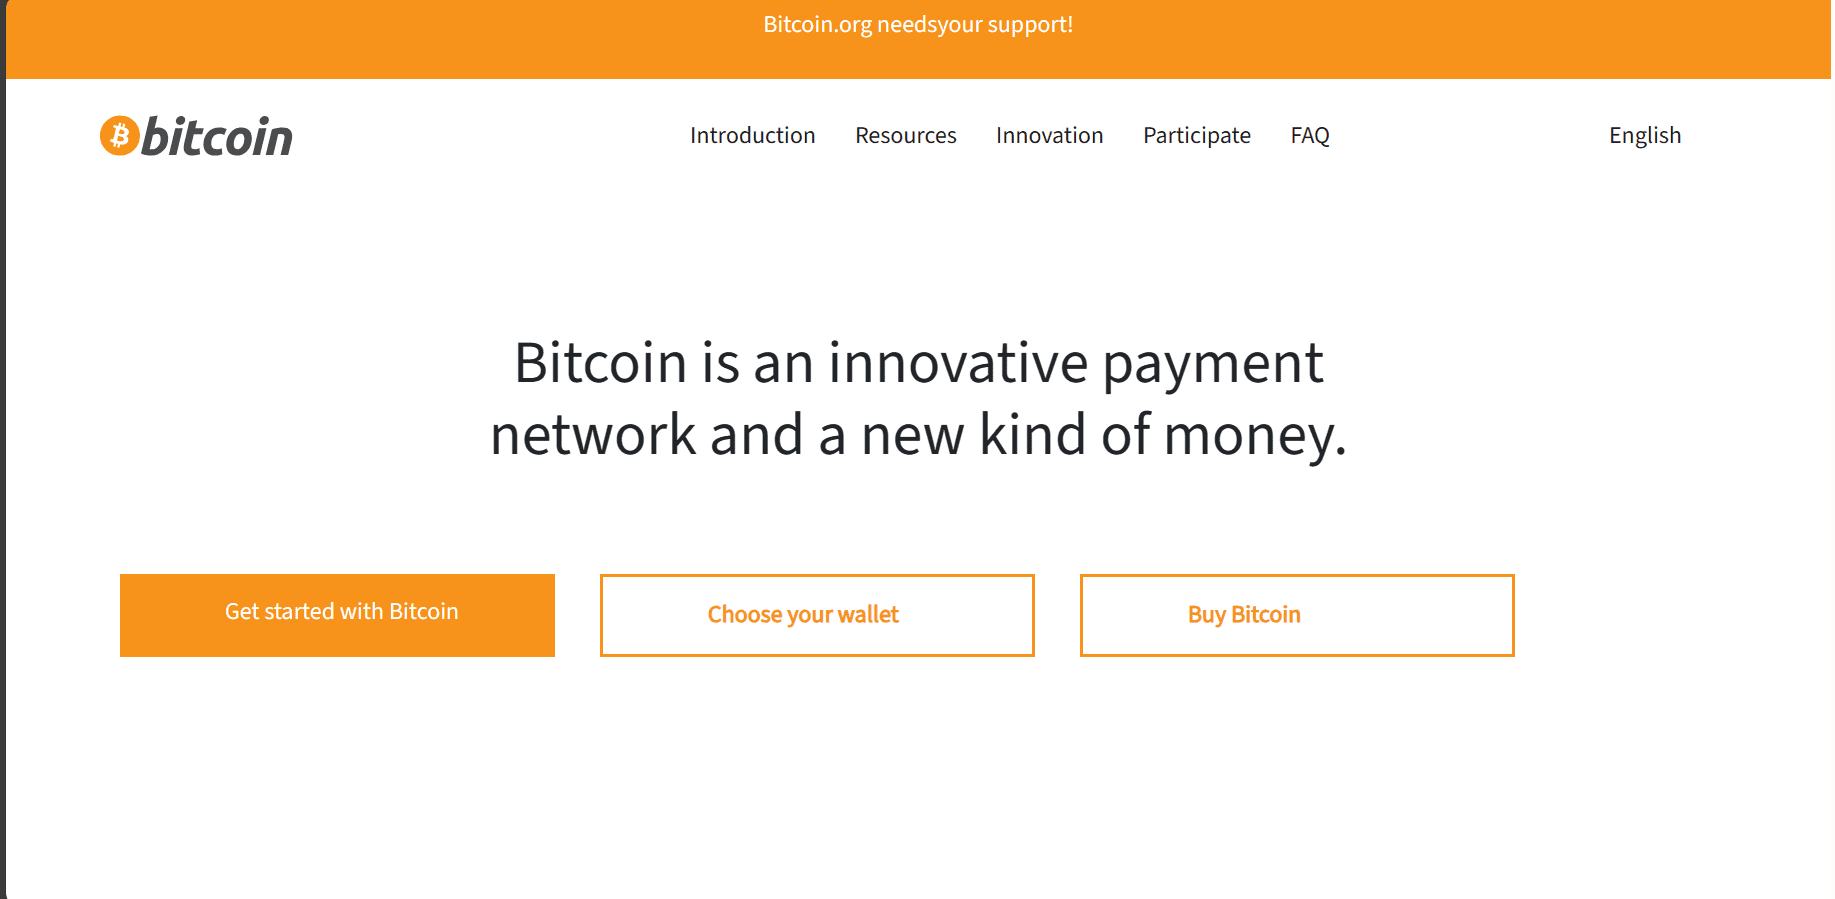 Bitcoin.org needsyour support!
bitcoin
Introduction Resources Innovation Participate FAQ English
Bitcoin is an innovative payment
network and a new kind of money.
Get started with Bitcoin
Choose your wallet
Buy Bitcoin